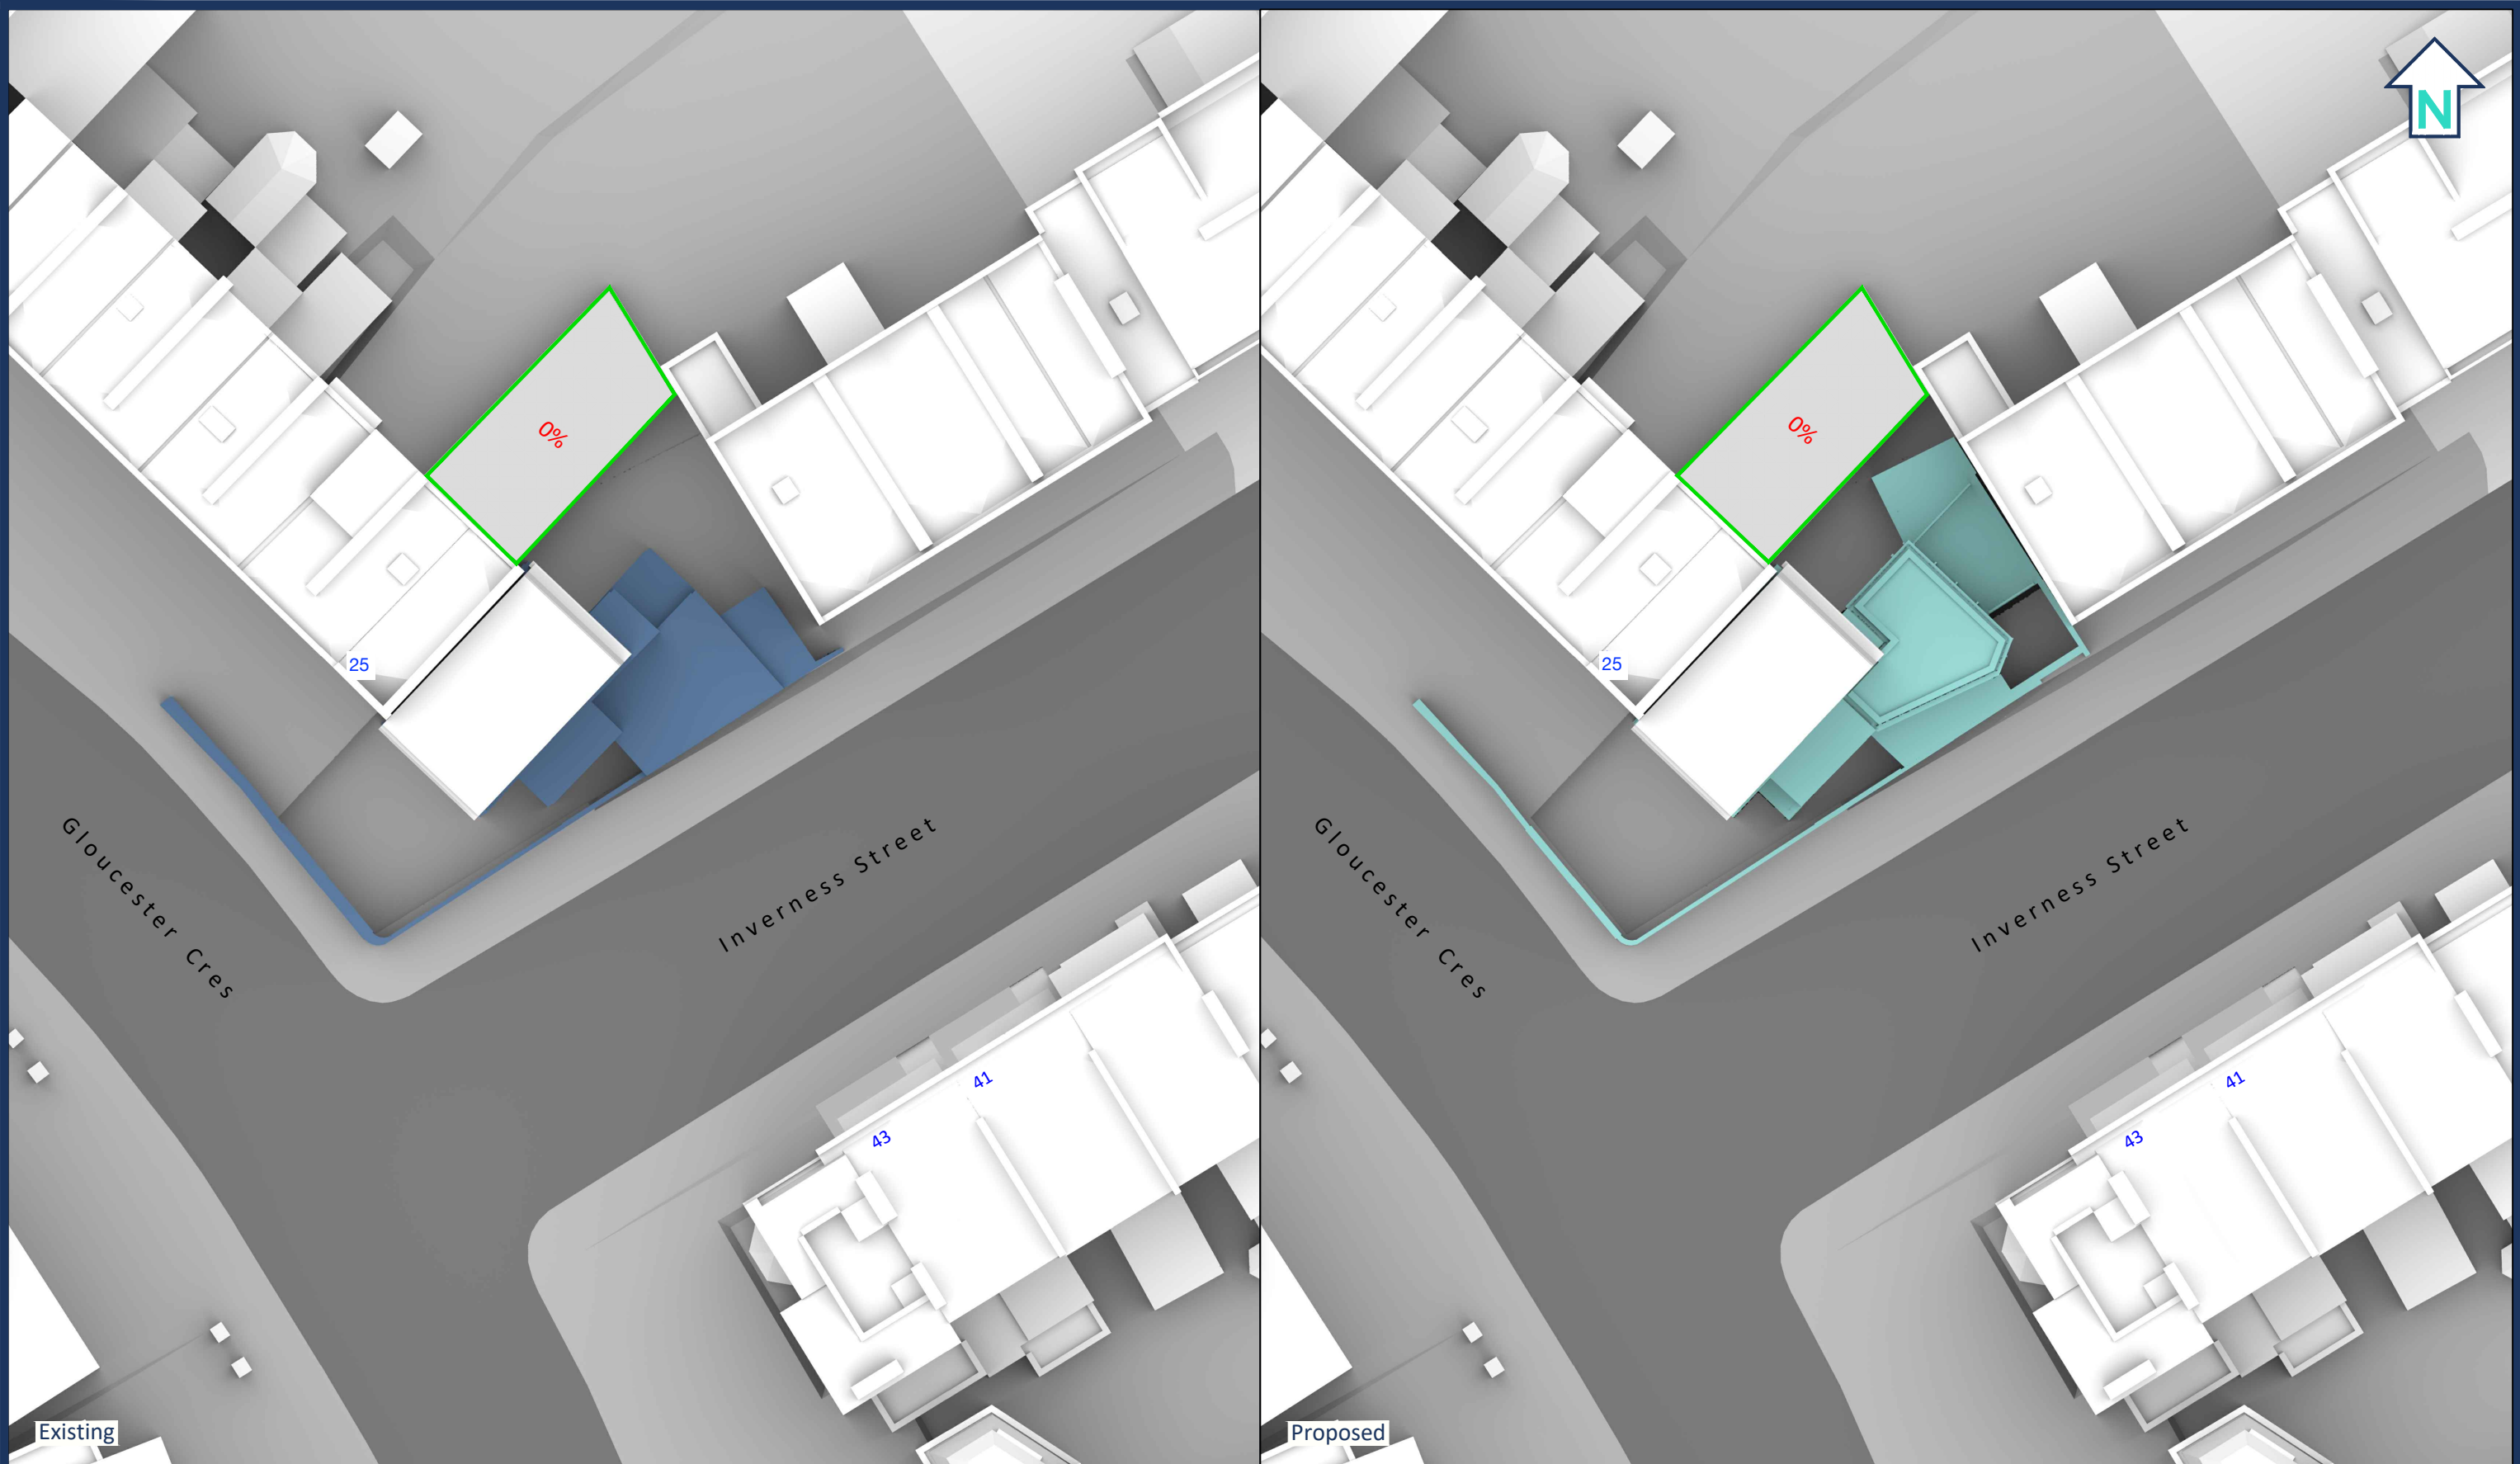 0%
25
Gloucester Cres
Inverness Street
41
43
Existing
N
0%
25
Gloucester Cres
Inverness Street
41
43
Proposed